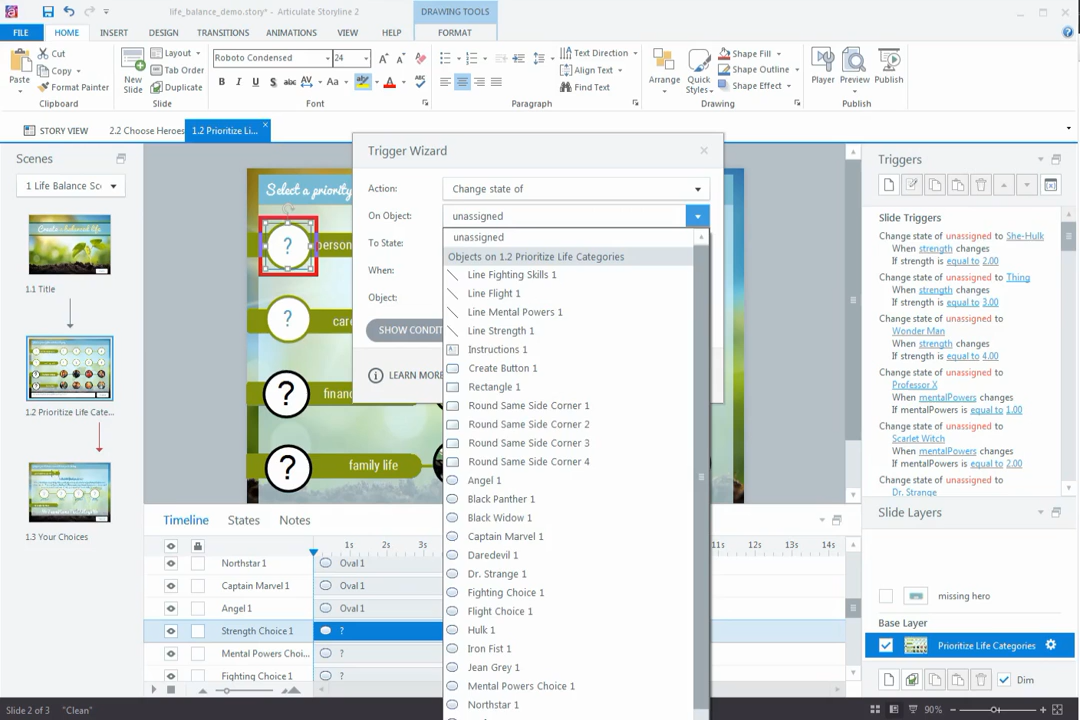 life_balance_demo.story* - Articulate Storyline 2
DRAWING TOOLS
FILE
HOME
INSERT
DESIGN
TRANSITIONS
ANIMATIONS
VIEW
HELP
FORMAT
Paste
Cut
Copy
Format Painter
Clipboard
New Slide
Layout
Tab Order
Duplicate
Slide
Roboto Condensed
24
B I U S abc AV Aa A ABC
Font
Text Direction
Align Text
Find Text
Paragraph
Arrange
Quick Styles
Shape Fill
Shape Outline
Shape Effect
Drawing
Player
Preview
Publish
Publish
STORY VIEW
2.2 Choose Heroes
1.2 Prioritize Li...
Scenes
1 Life Balance Sc
Create a balanced life
1.1 Title
1.2 Prioritize Life Cate...
1.3 Your Choices
Select a priority
? person
? care
? financ
? family life
Trigger Wizard
Action: Change state of
On Object: unassigned
To State:
When:
Object:
SHOW CONDIT
LEARN MORE
unassigned
Objects on 1.2 Prioritize Life Categories
Line Fighting Skills 1
Line Flight 1
Line Mental Powers 1
Line Strength 1
Instructions 1
Create Button 1
Rectangle 1
Round Same Side Corner 1
Round Same Side Corner 2
Round Same Side Corner 3
Round Same Side Corner 4
Angel 1
Black Panther 1
Black Widow 1
Captain Marvel 1
Daredevil 1
Dr. Strange 1
Fighting Choice 1
Flight Choice 1
Hulk 1
Iron Fist 1
Jean Grey 1
Mental Powers Choice 1
Northstar 1
Timeline
States
Notes
1s 2s 3s 11s 12s 13s 14s
Northstar 1 Oval 1
Captain Marvel 1 Oval 1
Angel 1 Oval 1
Strength Choice 1 ?
Mental Powers Choi... ?
Fighting Choice 1 ?
Triggers
Slide Triggers
Change state of unassigned to She-Hulk
When strength changes
If strength is equal to 2.00
Change state of unassigned to Thing
When strength changes
If strength is equal to 3.00
Change state of unassigned to
Wonder Man
When strength changes
If strength is equal to 4.00
Change state of unassigned to
Professor X
When mentalPowers changes
If mentalPowers is equal to 1.00
Change state of unassigned to
Scarlet Witch
When mentalPowers changes
If mentalPowers is equal to 2.00
Change state of unassigned to
Dr. Strange
Slide Layers
missing hero
Base Layer
Prioritize Life Categories
Dim
Slide 2 of 3
"Clean"
90%